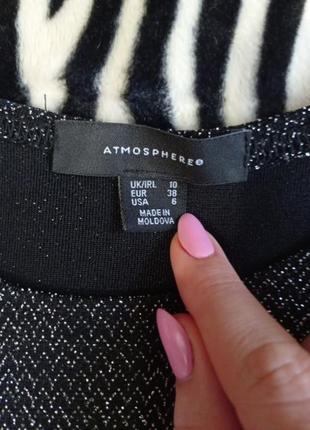 ATMOSPHERE®
UK/IRL 10
EUR 38
USA 6
MADE IN
MOLDOVA